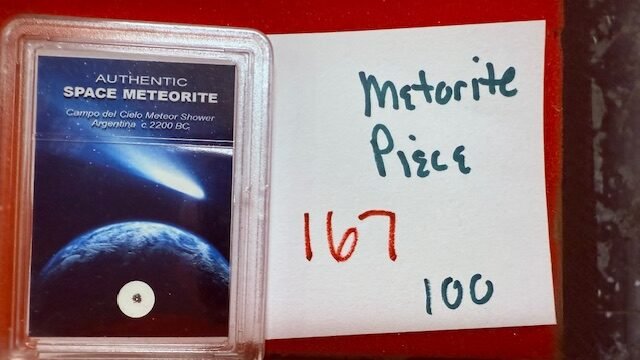 AUTHENTIC
SPACE METEORITE
Campo del Cielo Meteor Shower
Argentina c.2200 BC
Metorite
Piece
167
100